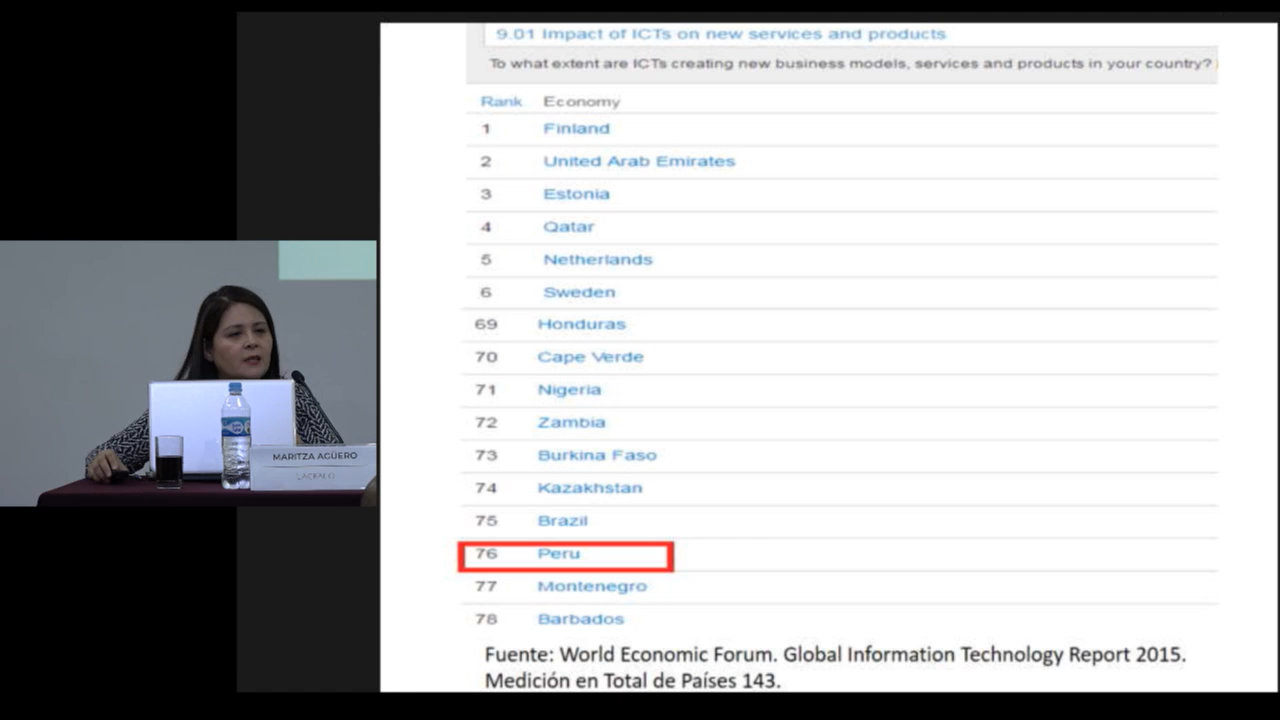 9.01 Impact of ICTs on new services and products
To what extent are ICTs creating new business models, services and products in your country?
Rank Economy
1 Finland
2 United Arab Emirates
3 Estonia
4 Qatar
5 Netherlands
6 Sweden
69 Honduras
70 Cape Verde
71 Nigeria
72 Zambia
73 Burkina Faso
74 Kazakhstan
75 Brazil
76 Peru
77 Montenegro
78 Barbados
Fuente: World Economic Forum. Global Information Technology Report 2015.
Medición en Total de Países 143.
MARITZA AGÜERO